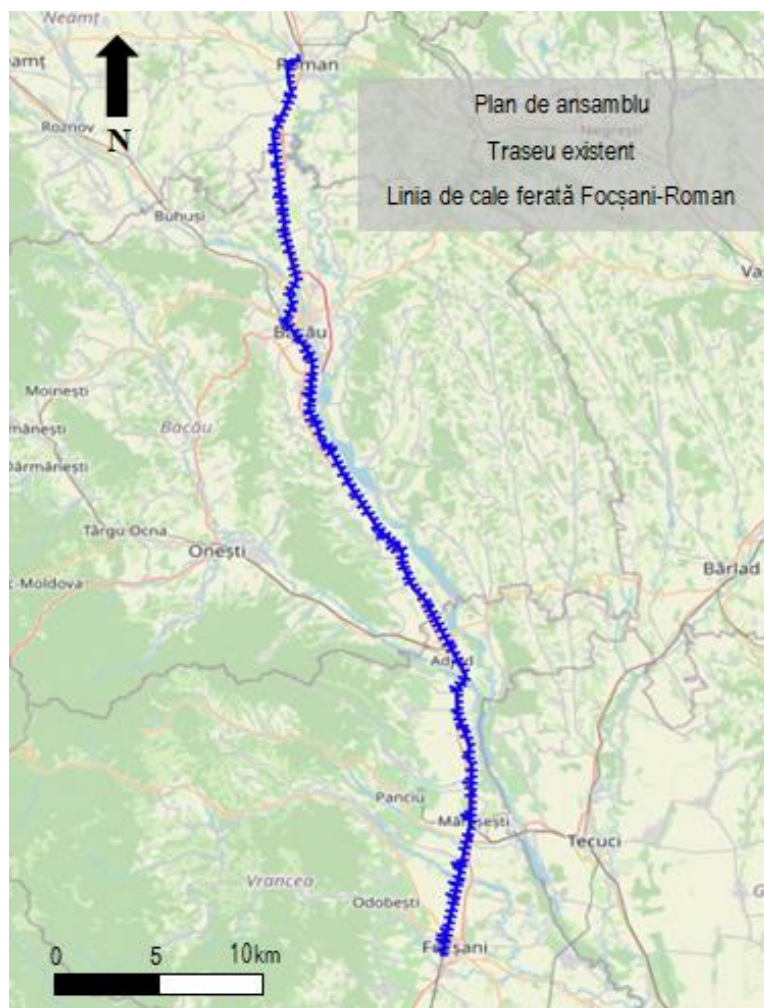 Neamț
Roman
N
Plan de ansamblu
Negrești
Traseu existent
Roznov
Linia de cale ferată Focșani-Roman
Buhuși
Bacău
Moinești
Bacău
Târgu Ocna
Onești
Bârlad
Adjud
Panciu
Mărășești
Tecuci
Vrancea
Odobești
Focșani
0 5 10km